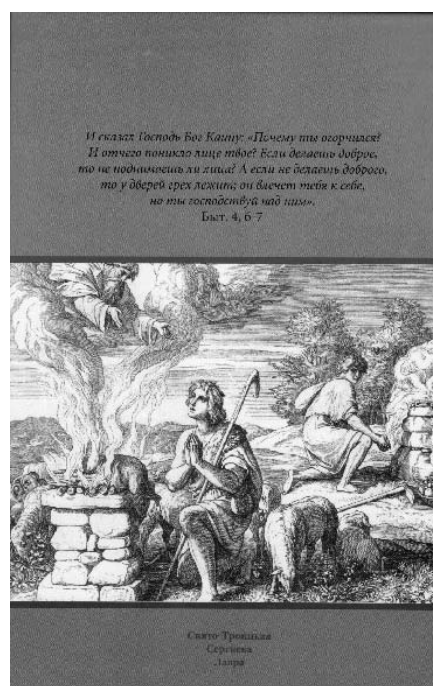 И сказал Господь Бог Каину: «Почему ты огорчился?
И отчего поникло лице твое? Если делаешь доброе,
то не поднимаешь ли лица? А если не делаешь доброго,
то у дверей грех лежит; он влечет тебя к себе,
но ты господствуй над ним».
Быт. 4, 6-7
Свято-Троицкая
Сергиева
Лавра